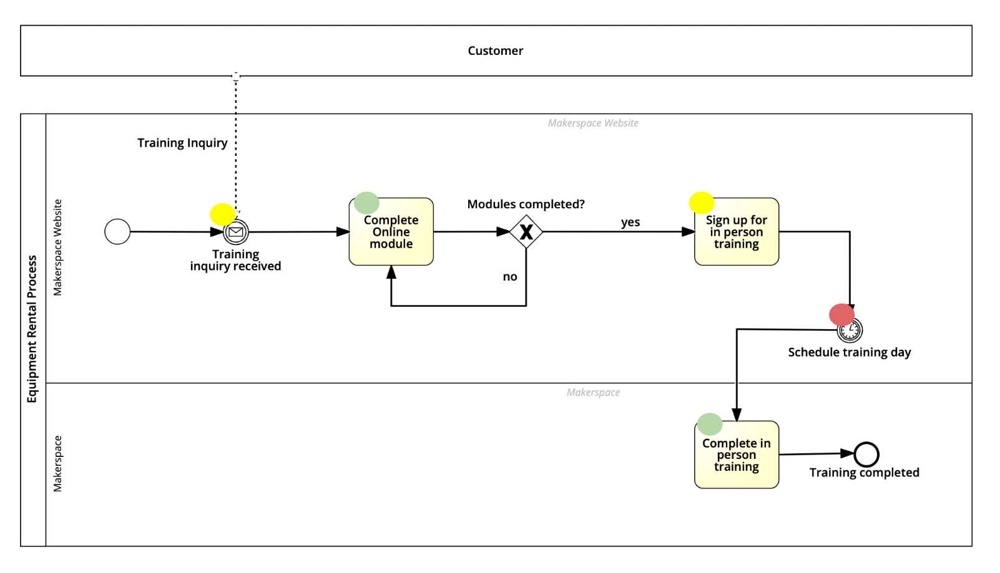 Customer
Makerspace Website
Training Inquiry
Equipment Rental Process
Makerspace Website
Training
inquiry received
Complete
Online
module
Modules completed?
X
no
yes
Sign up for
in person
training
Schedule training day
Makerspace
Makerspace
Complete in
person
training
Training completed